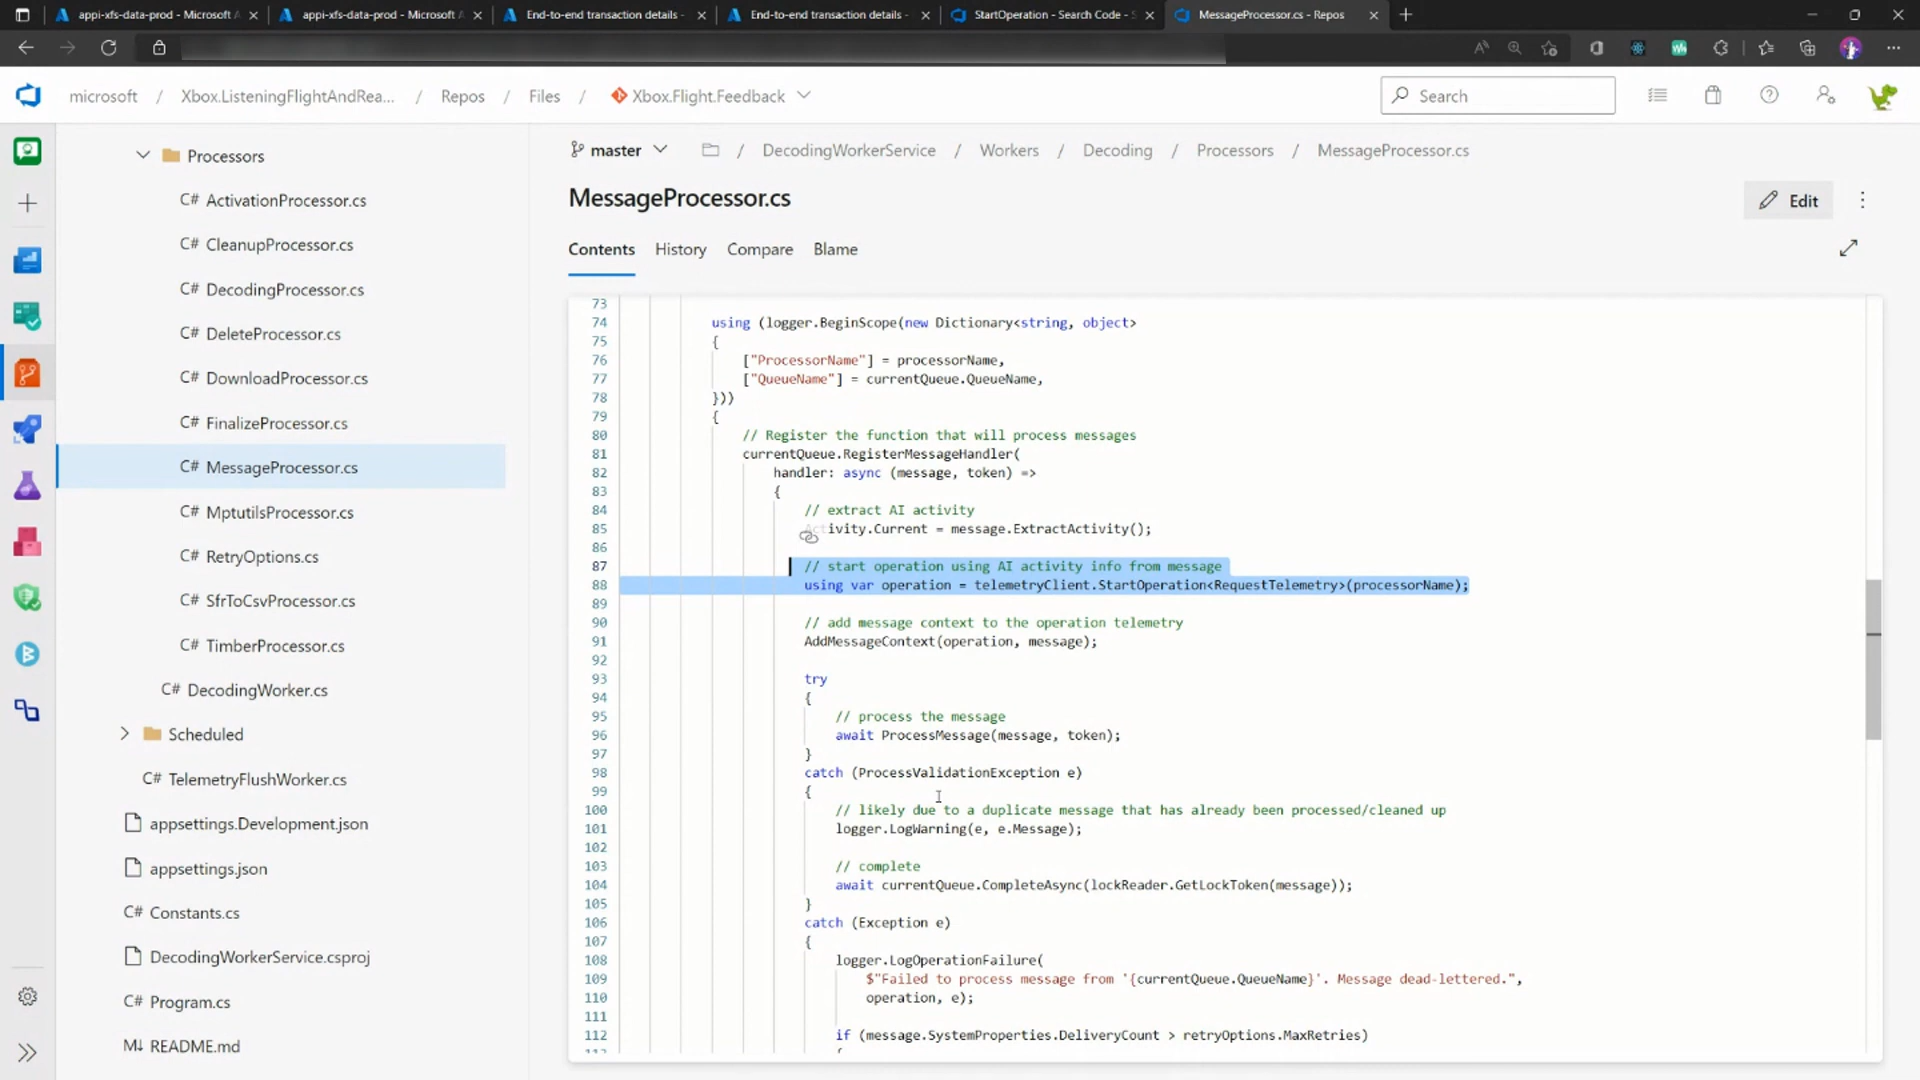 appi-xfs-data-prod - Microsoft A
appi-xfs-data-prod - Microsoft A
End-to-end transaction details -
End-to-end transaction details -
StartOperation - Search Code - S
MessageProcessor.cs - Repos
microsoft / Xbox.ListeningFlightAndRea... / Repos / Files / Xbox.Flight.Feedback
Search
Processors
C# ActivationProcessor.cs
C# CleanupProcessor.cs
C# DecodingProcessor.cs
C# DeleteProcessor.cs
C# DownloadProcessor.cs
C# FinalizeProcessor.cs
C# MessageProcessor.cs
C# MptutilsProcessor.cs
C# RetryOptions.cs
C# SfrToCsvProcessor.cs
C# TimberProcessor.cs
C# DecodingWorker.cs
Scheduled
C# TelemetryFlushWorker.cs
appsettings.Development.json
appsettings.json
C# Constants.cs
DecodingWorkerService.csproj
C# Program.cs
M↓ README.md
master / DecodingWorkerService / Workers / Decoding / Processors / MessageProcessor.cs
MessageProcessor.cs
Edit
Contents History Compare Blame
73
74 using (logger.BeginScope(new Dictionary<string, object>
75 {
76 ["ProcessorName"] = processorName,
77 ["QueueName"] = currentQueue.QueueName,
78 }))
79 {
80 // Register the function that will process messages
81 currentQueue.RegisterMessageHandler(
82 handler: async (message, token) =>
83 {
84 // extract AI activity
85 Activity.Current = message.ExtractActivity();
86
87 // start operation using AI activity info from message
88 using var operation = telemetryClient.StartOperation<RequestTelemetry>(processorName);
89
90 // add message context to the operation telemetry
91 AddMessageContext(operation, message);
92
93 try
94 {
95 // process the message
96 await ProcessMessage(message, token);
97 }
98 catch (ProcessValidationException e)
99 {
100 // likely due to a duplicate message that has already been processed/cleaned up
101 logger.LogWarning(e, e.Message);
102
103 // complete
104 await currentQueue.CompleteAsync(lockReader.GetLockToken(message));
105 }
106 catch (Exception e)
107 {
108 logger.LogOperationFailure(
109 $"Failed to process message from '{currentQueue.QueueName}'. Message dead-lettered.",
110 operation, e);
111
112 if (message.SystemProperties.DeliveryCount > retryOptions.MaxRetries)